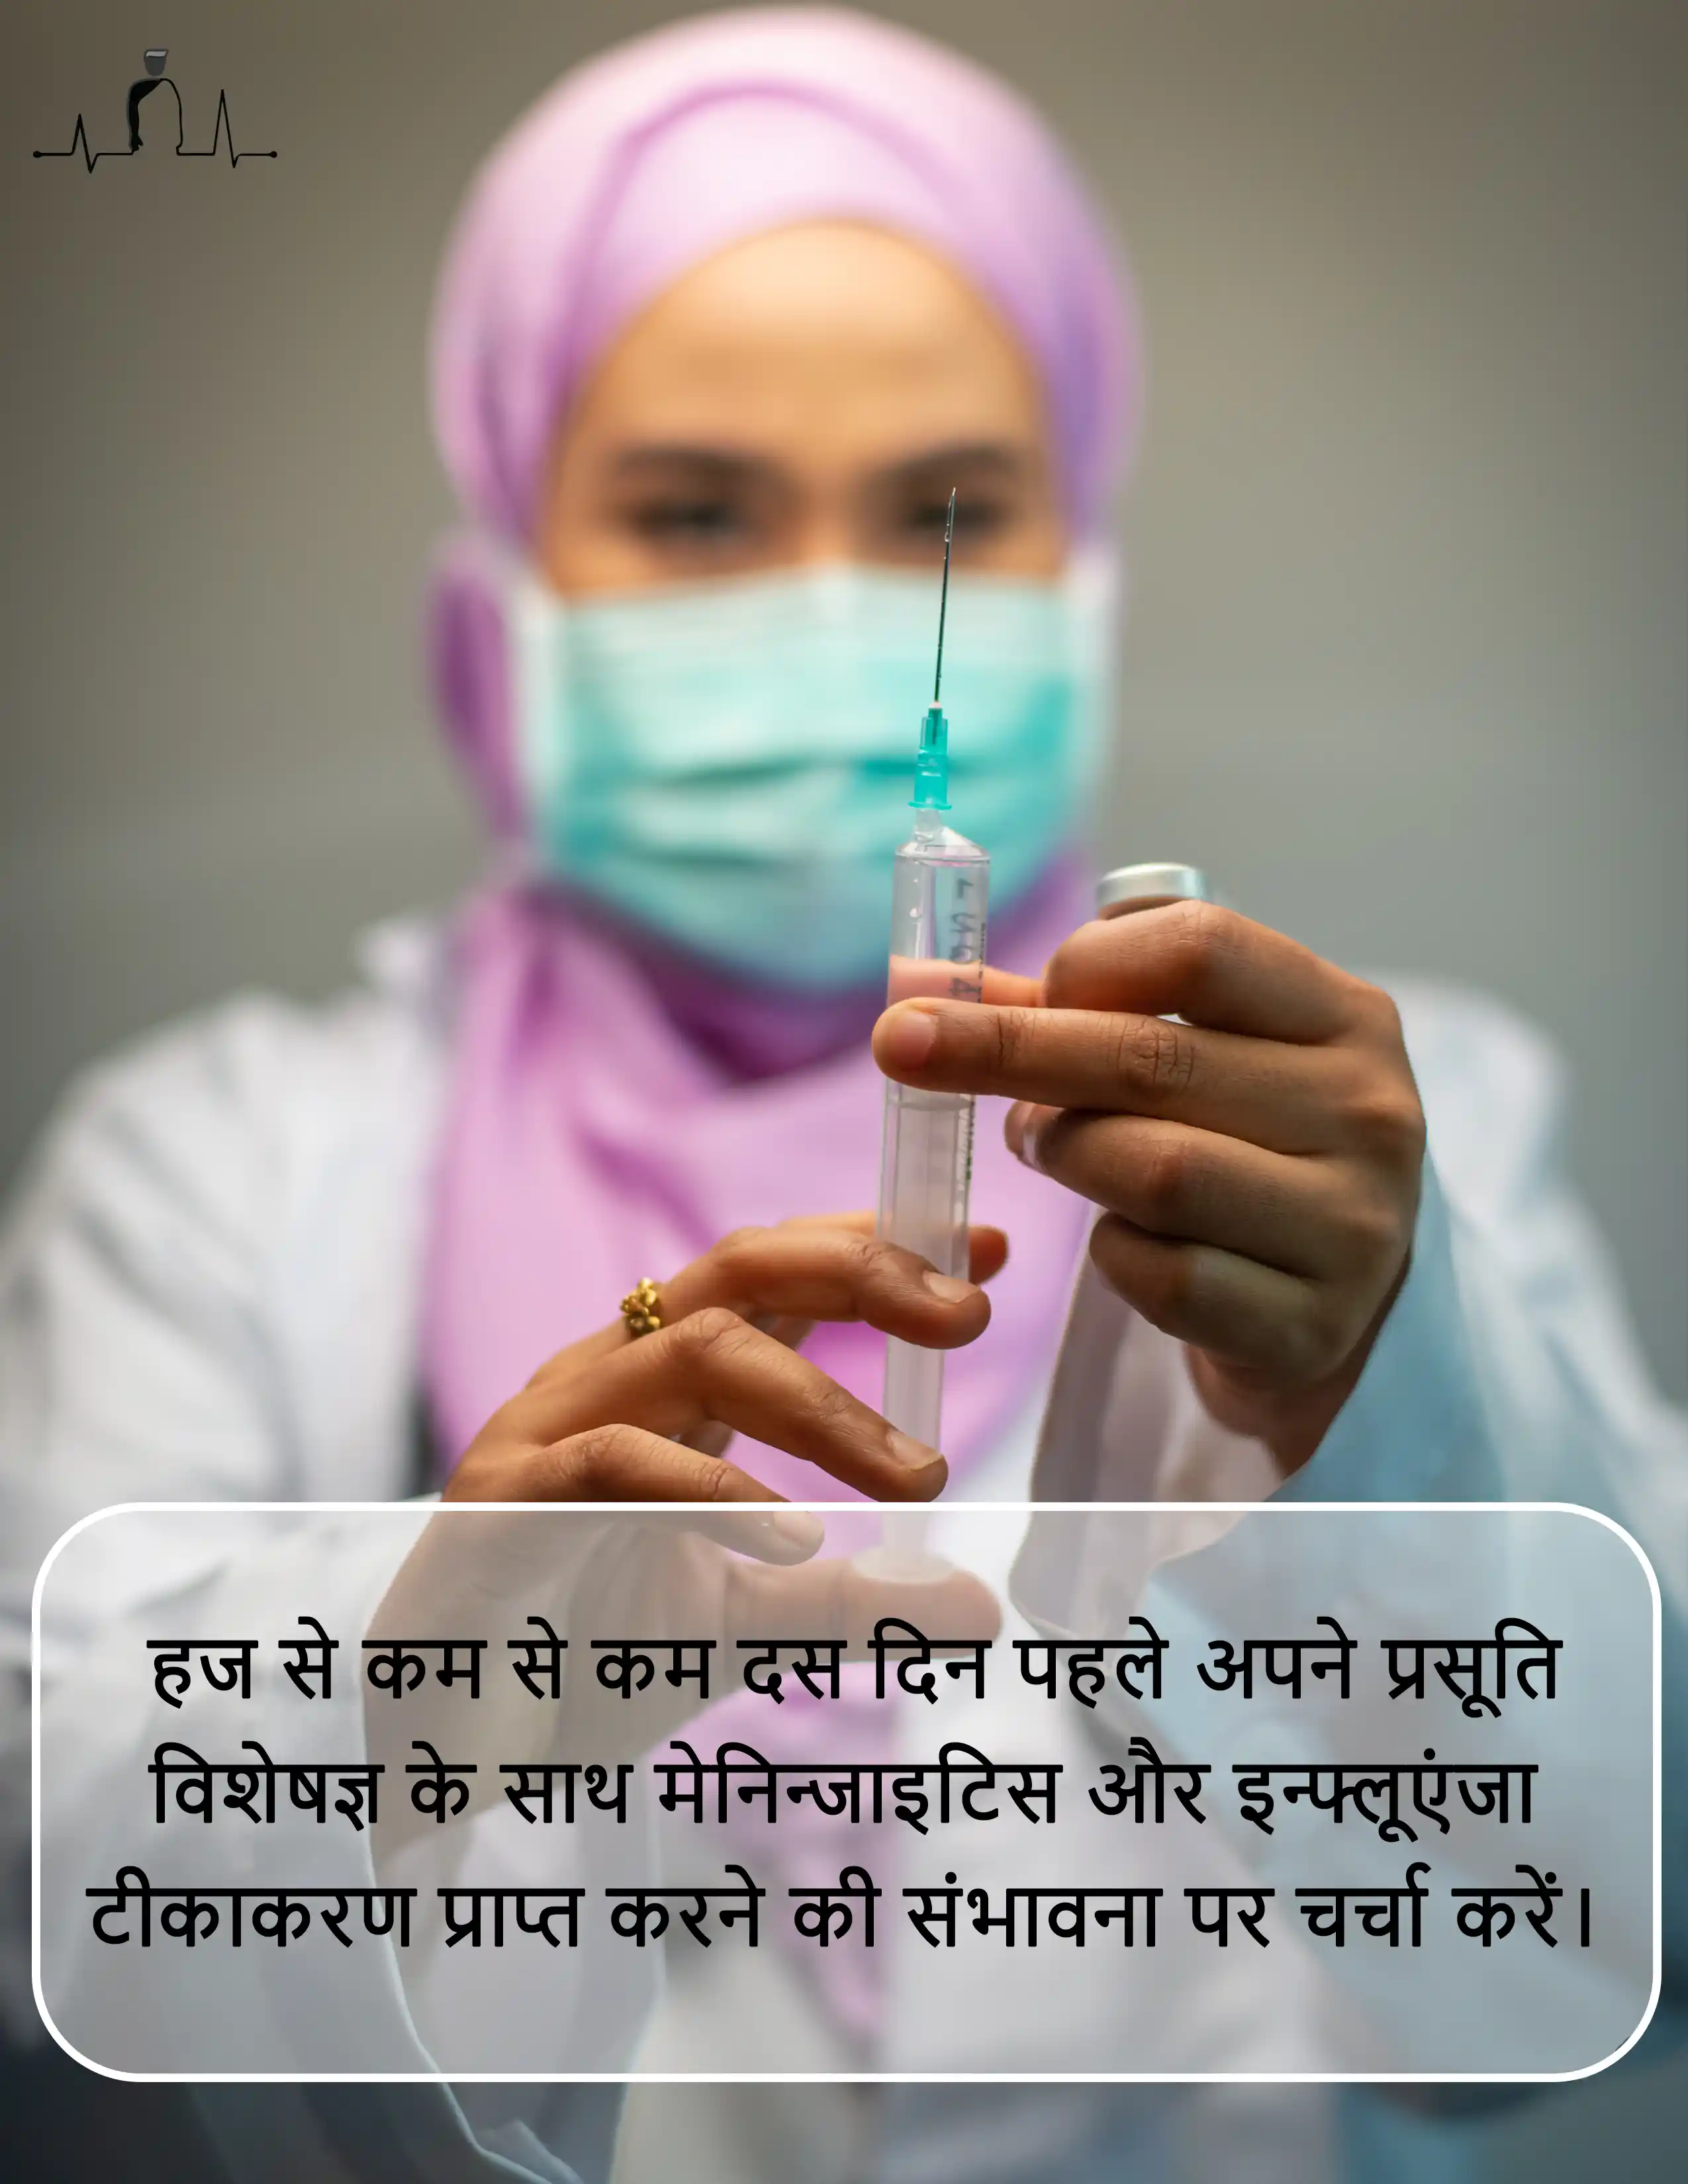 हज से कम से कम दस दिन पहले अपने प्रसूति
विशेषज्ञ के साथ मेनिन्जाइटिस और इन्फ्लूएंजा
टीकाकरण प्राप्त करने की संभावना पर चर्चा करें।